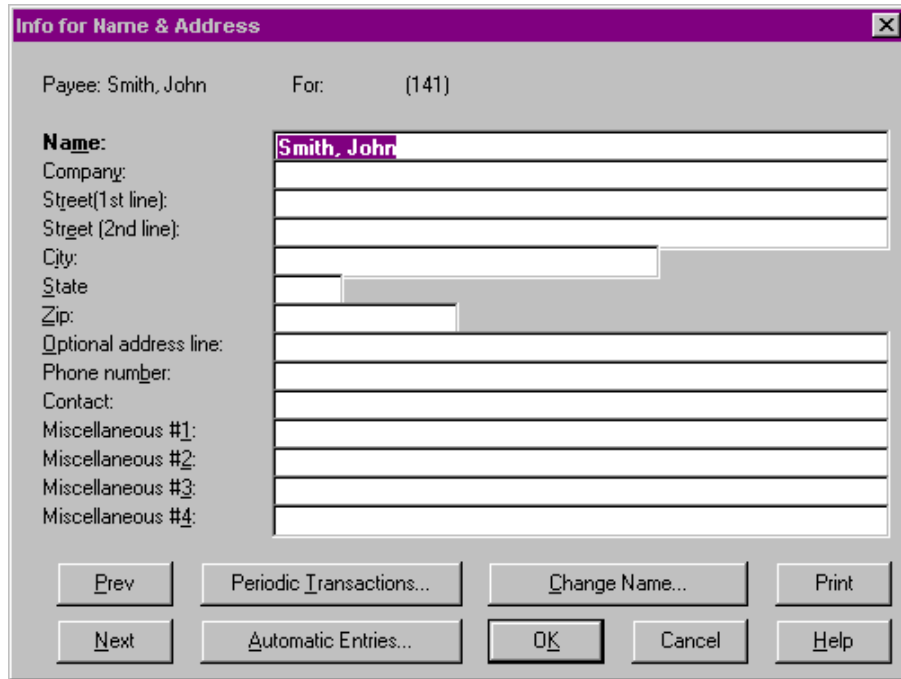 Info for Name & Address
Payee: Smith, John For: (141)
Name: Smith, John
Company:
Street(1st line):
Street (2nd line):
City:
State
Zip:
Optional address line:
Phone number:
Contact:
Miscellaneous #1:
Miscellaneous #2:
Miscellaneous #3:
Miscellaneous #4:
Prev Periodic Transactions... Change Name... Print
Next Automatic Entries... OK Cancel Help